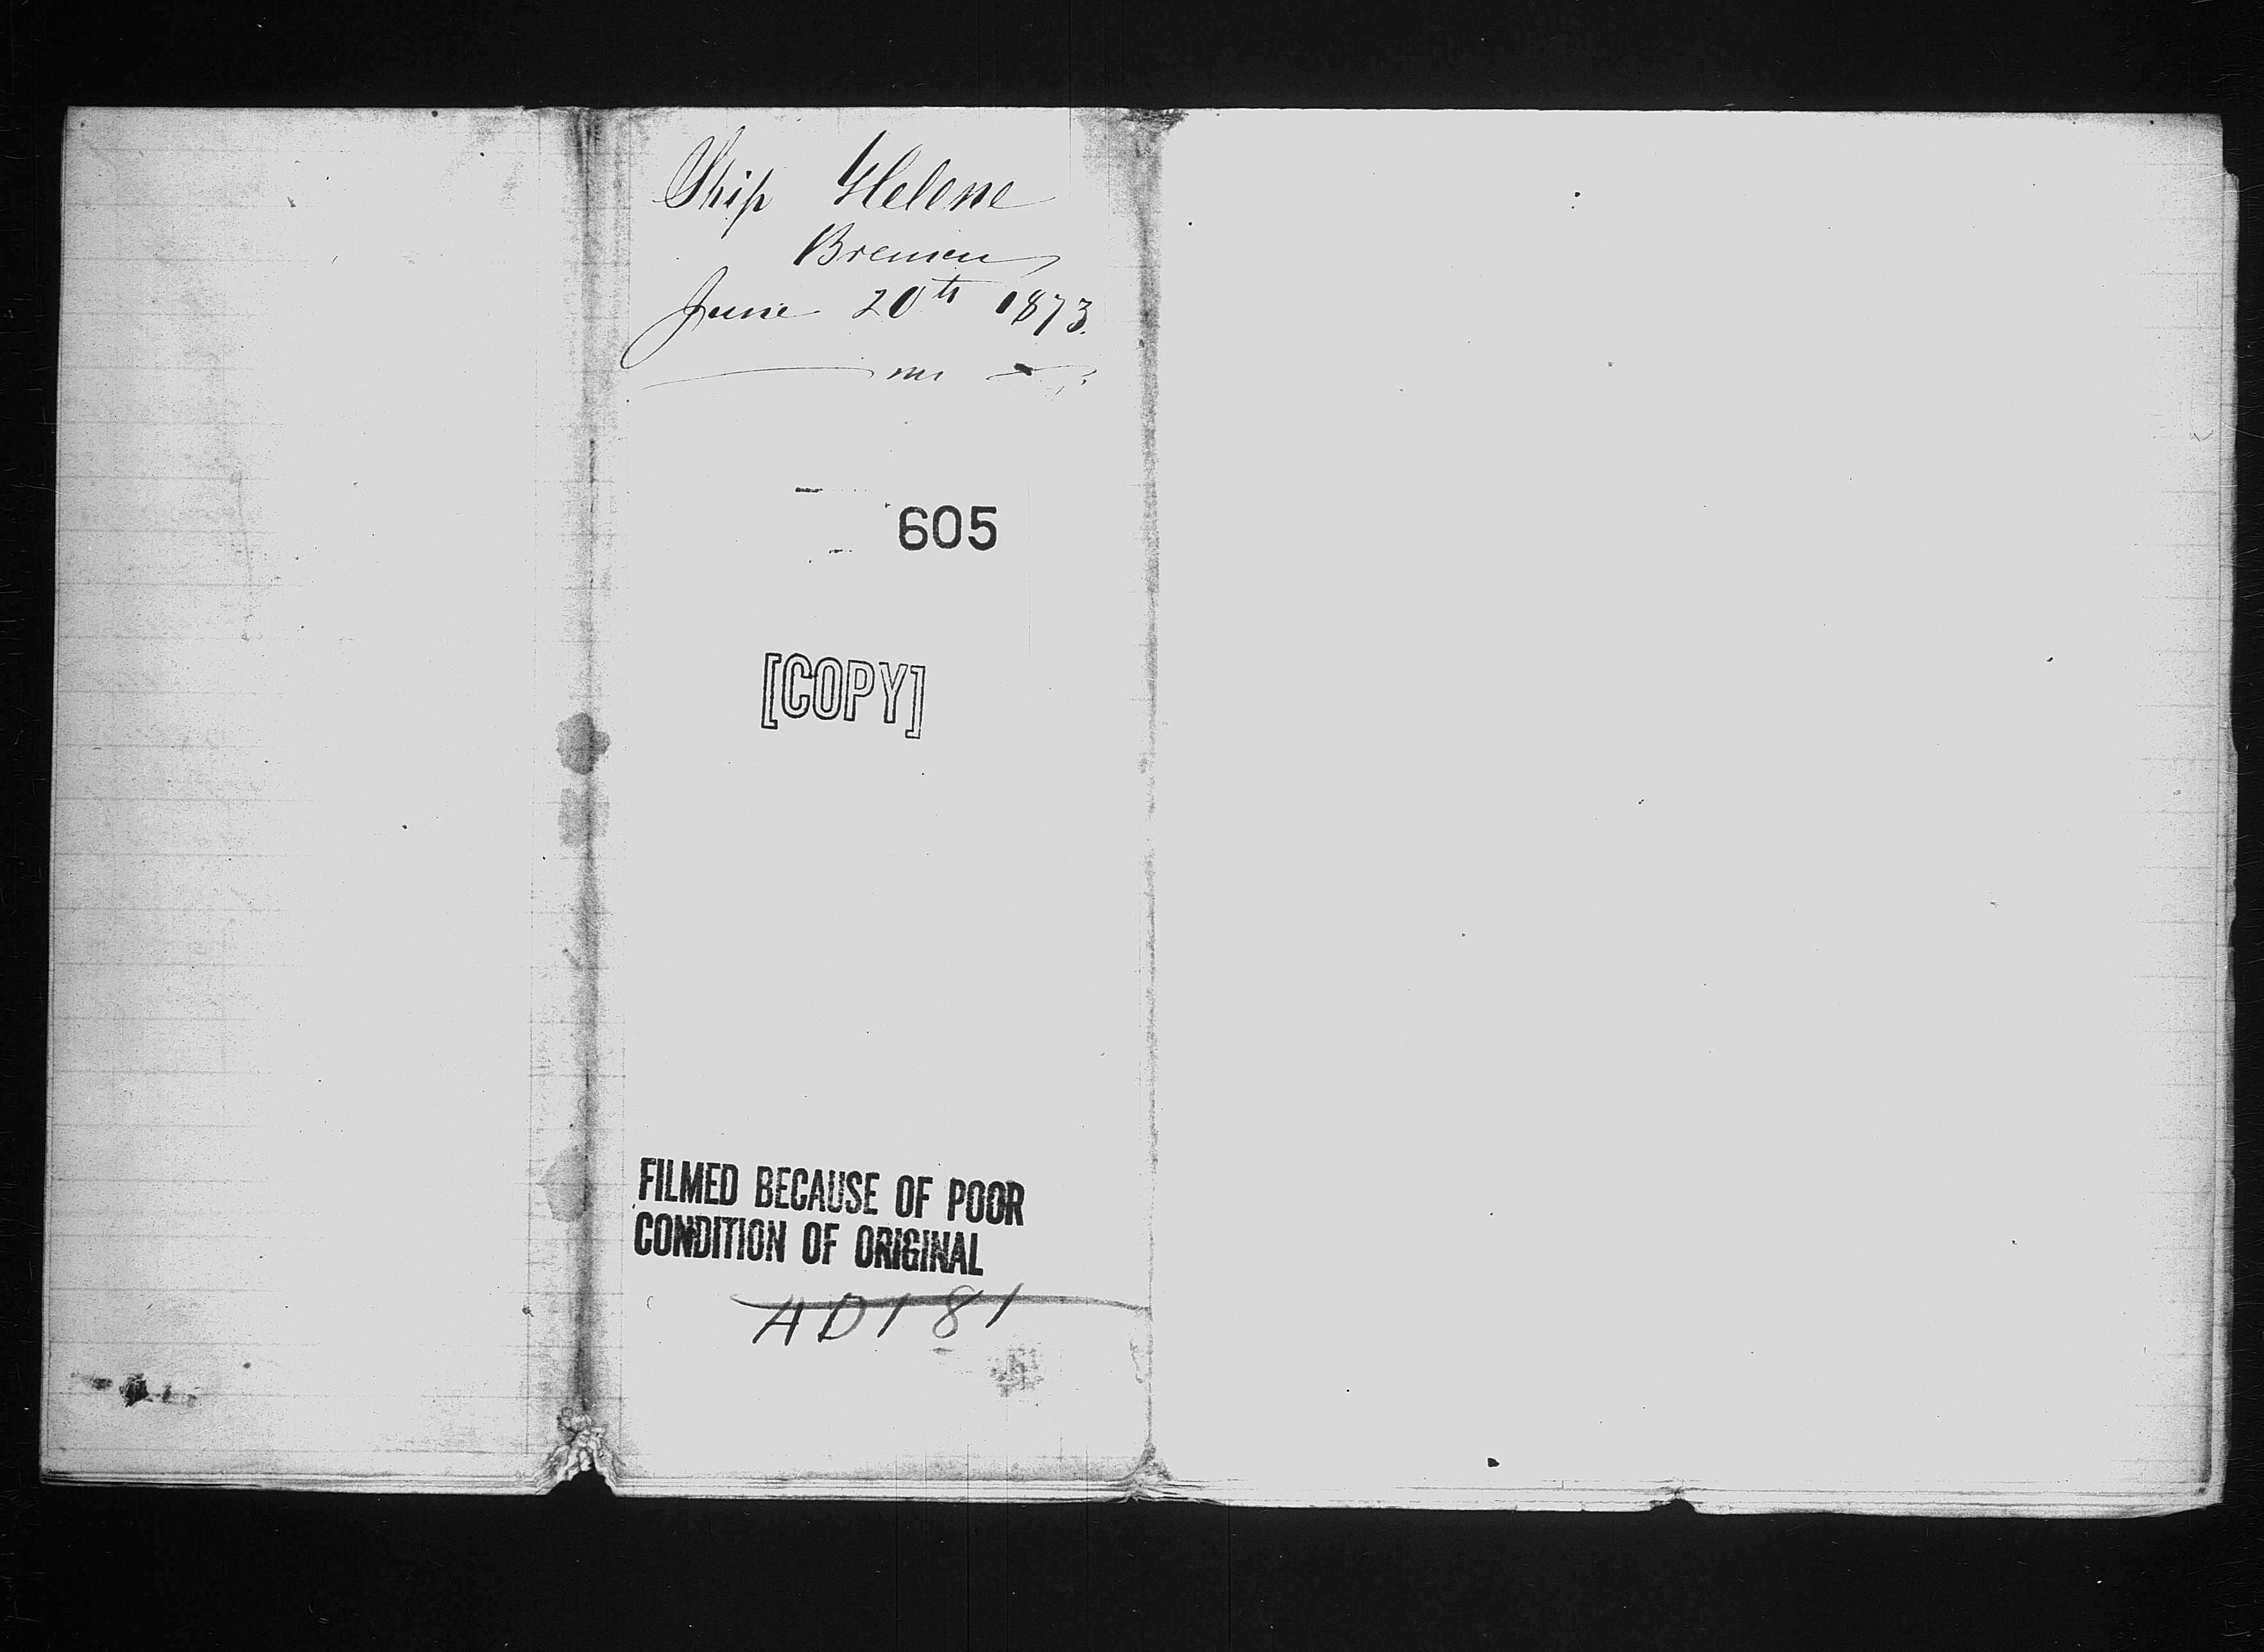 Ship Helene
Bremen
June 20th 1873.
605
[COPY]
FILMED BECAUSE OF POOR
CONDITION OF ORIGINAL
AD181